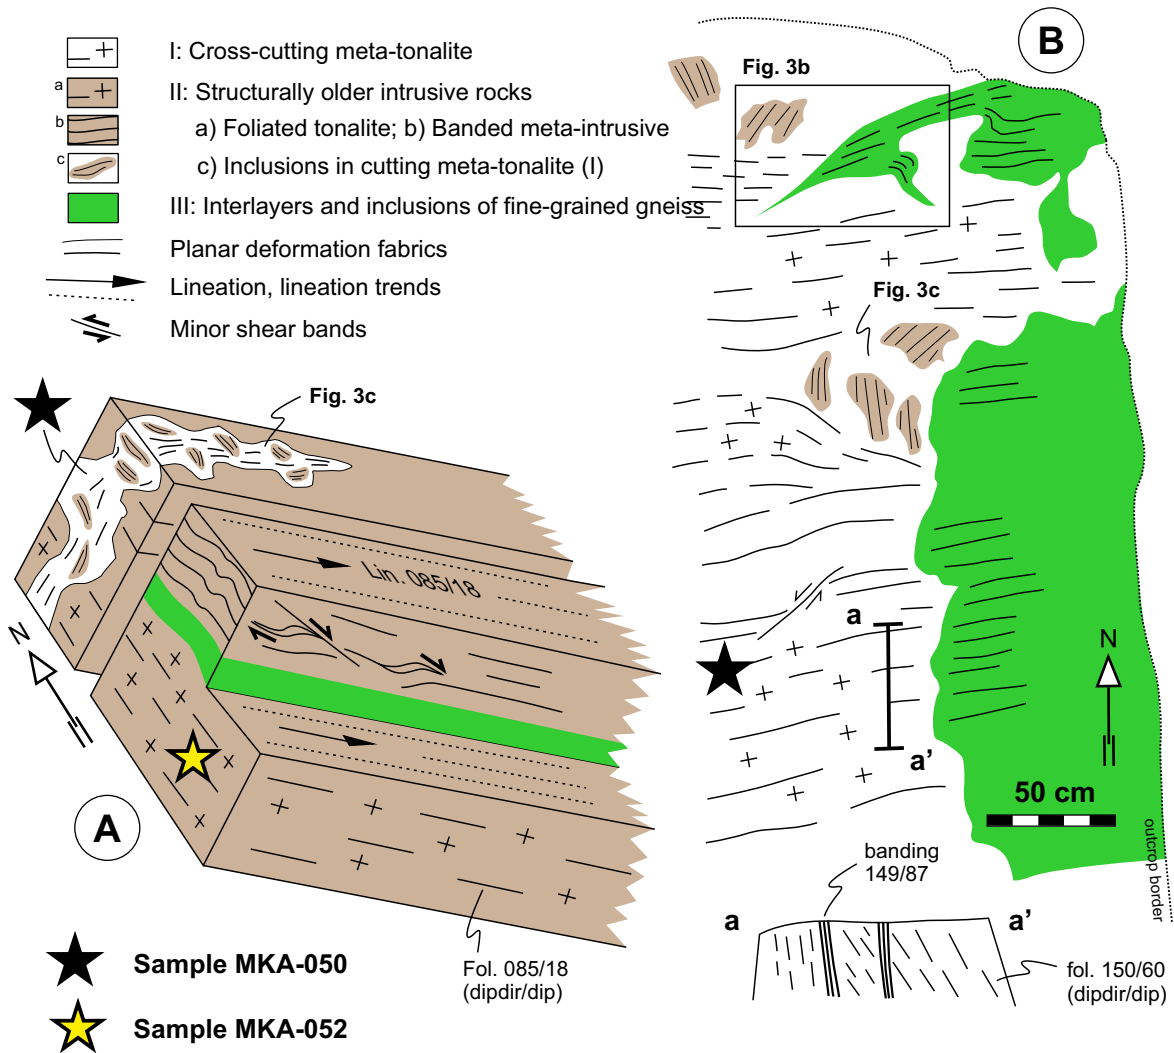 I: Cross-cutting meta-tonalite
a
II: Structurally older intrusive rocks
b
a) Foliated tonalite; b) Banded meta-intrusive
c
c) Inclusions in cutting meta-tonalite (I)
III: Interlayers and inclusions of fine-grained gneiss
Planar deformation fabrics
Lineation, lineation trends
Minor shear bands
B
Fig. 3b
Fig. 3c
a
a'
N
50 cm
outcrop border
Fig. 3c
Lin. 085/18
N
A
Fol. 085/18
(dipdir/dip)
banding
149/87
a
a'
fol. 150/60
(dipdir/dip)
Sample MKA-050
Sample MKA-052